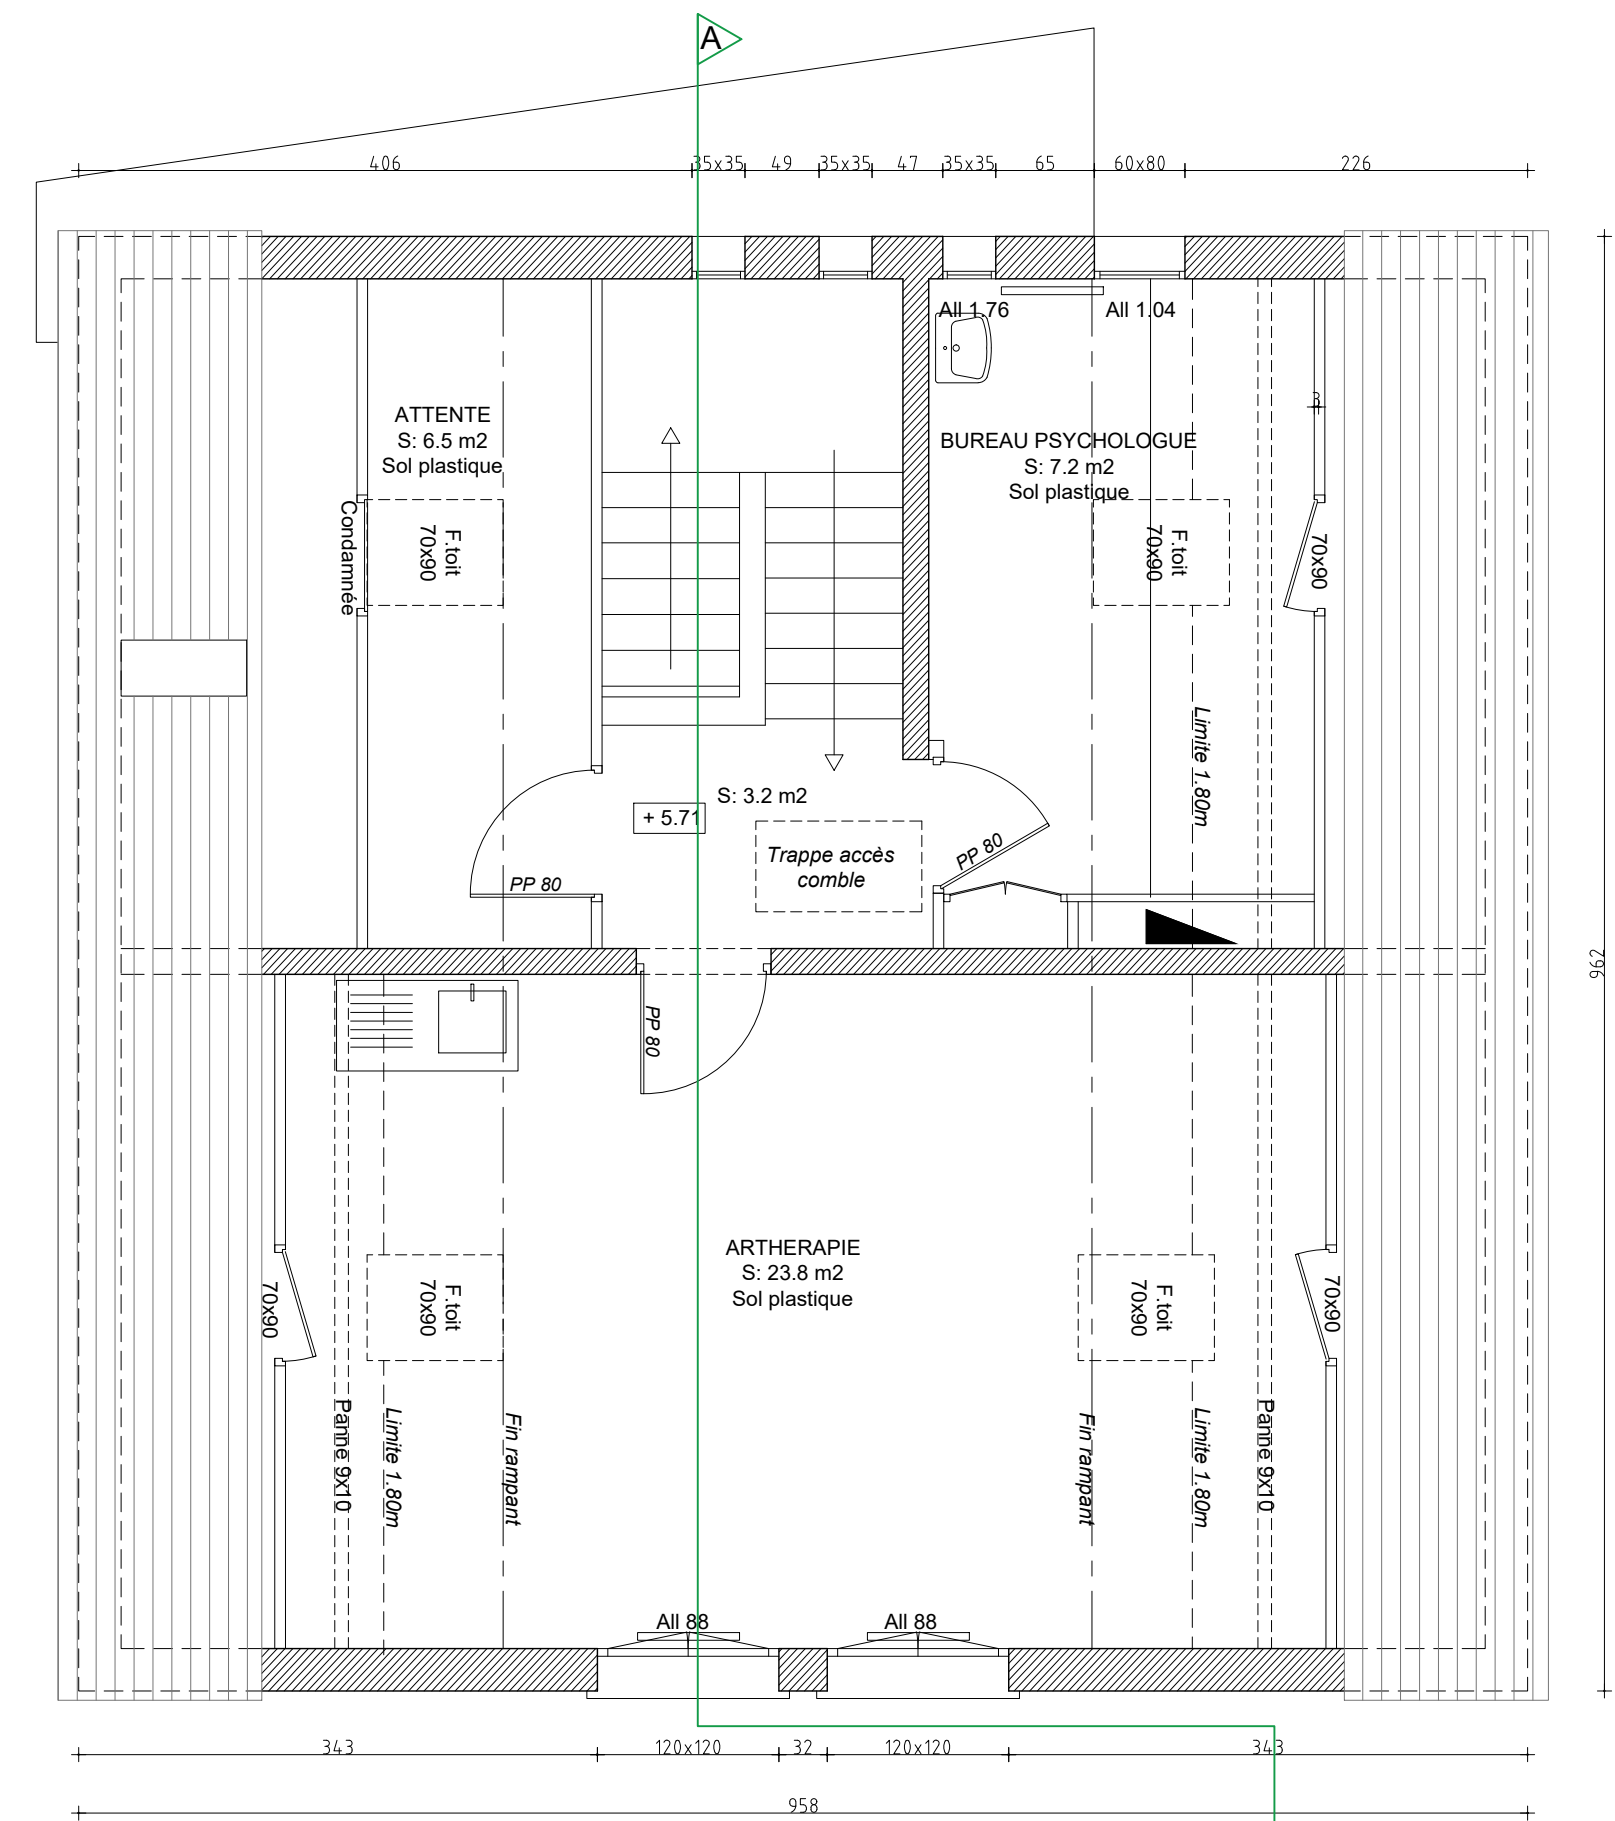 A
406
35x35
49
35x35
47
35x35
65
60x80
226
All 1.76
All 1.04
3
ATTENTE
S: 6.5 m2
Sol plastique
BUREAU PSYCHOLOGUE
S: 7.2 m2
Sol plastique
Condamnée
F.toit
70x90
F.toit
70x90
70x90
Limite 1.80m
S: 3.2 m2
+ 5.71
Trappe accès
comble
PP 80
PP 80
PP 80
962
ARTHERAPIE
S: 23.8 m2
Sol plastique
70x90
F.toit
70x90
F.toit
70x90
70x90
Panne 9x10
Limite 1.80m
Fin rampant
Fin rampant
Limite 1.80m
Panne 9x10
All 88
All 88
343
120x120
32
120x120
343
958